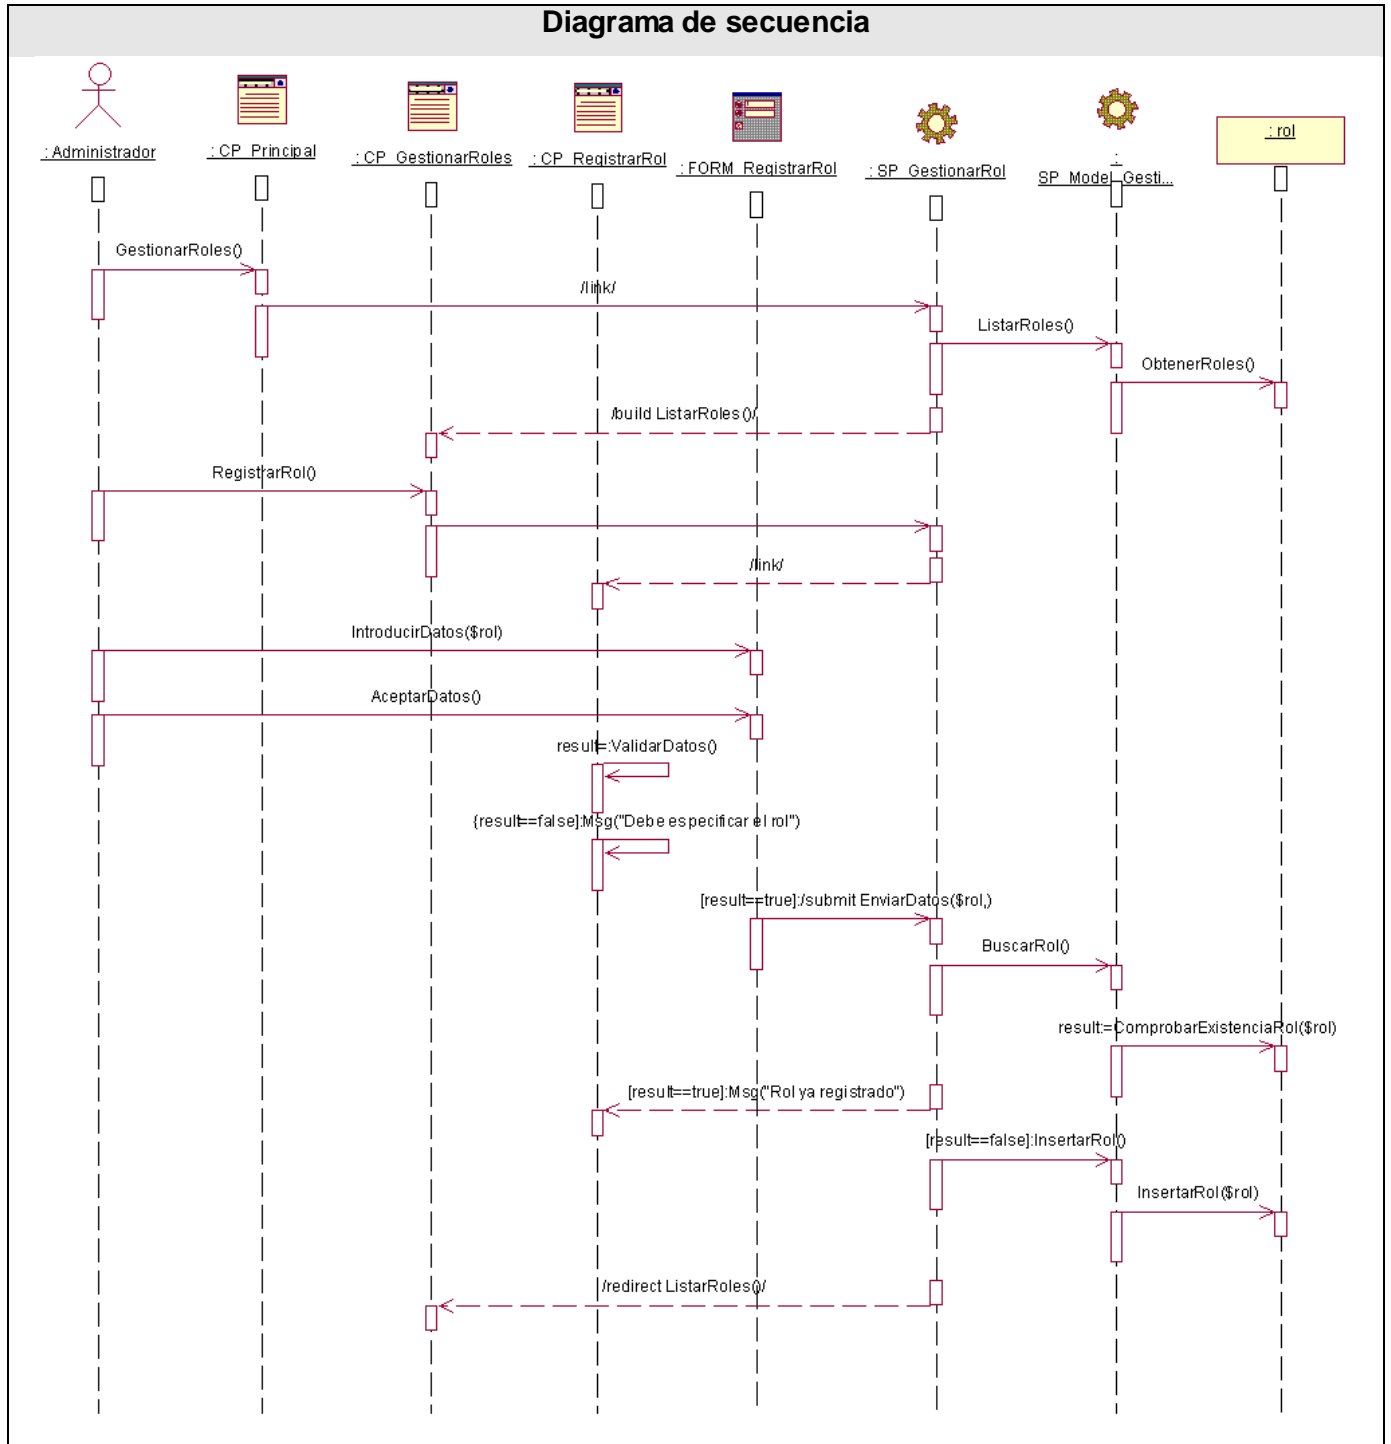 Diagrama de secuencia
: Administrador
: CP_Principal
: CP_GestionarRoles
: CP_RegistrarRol
: FORM_RegistrarRol
: SP_GestionarRol
:
SP_Model_Gesti...
: rol
GestionarRoles()
/link/
ListarRoles()
ObtenerRoles()
/build ListarRoles()/
RegistrarRol()
/link/
IntroducirDatos($rol)
AceptarDatos()
result=:ValidarDatos()
{result==false]:Msg("Debe especificar el rol")
[result==true]:/submit EnviarDatos($rol,)
BuscarRol()
result:=ComprobarExistenciaRol($rol)
[result==true]:Msg("Rol ya registrado")
[result==false]:InsertarRol()
InsertarRol($rol)
/redirect ListarRoles()/